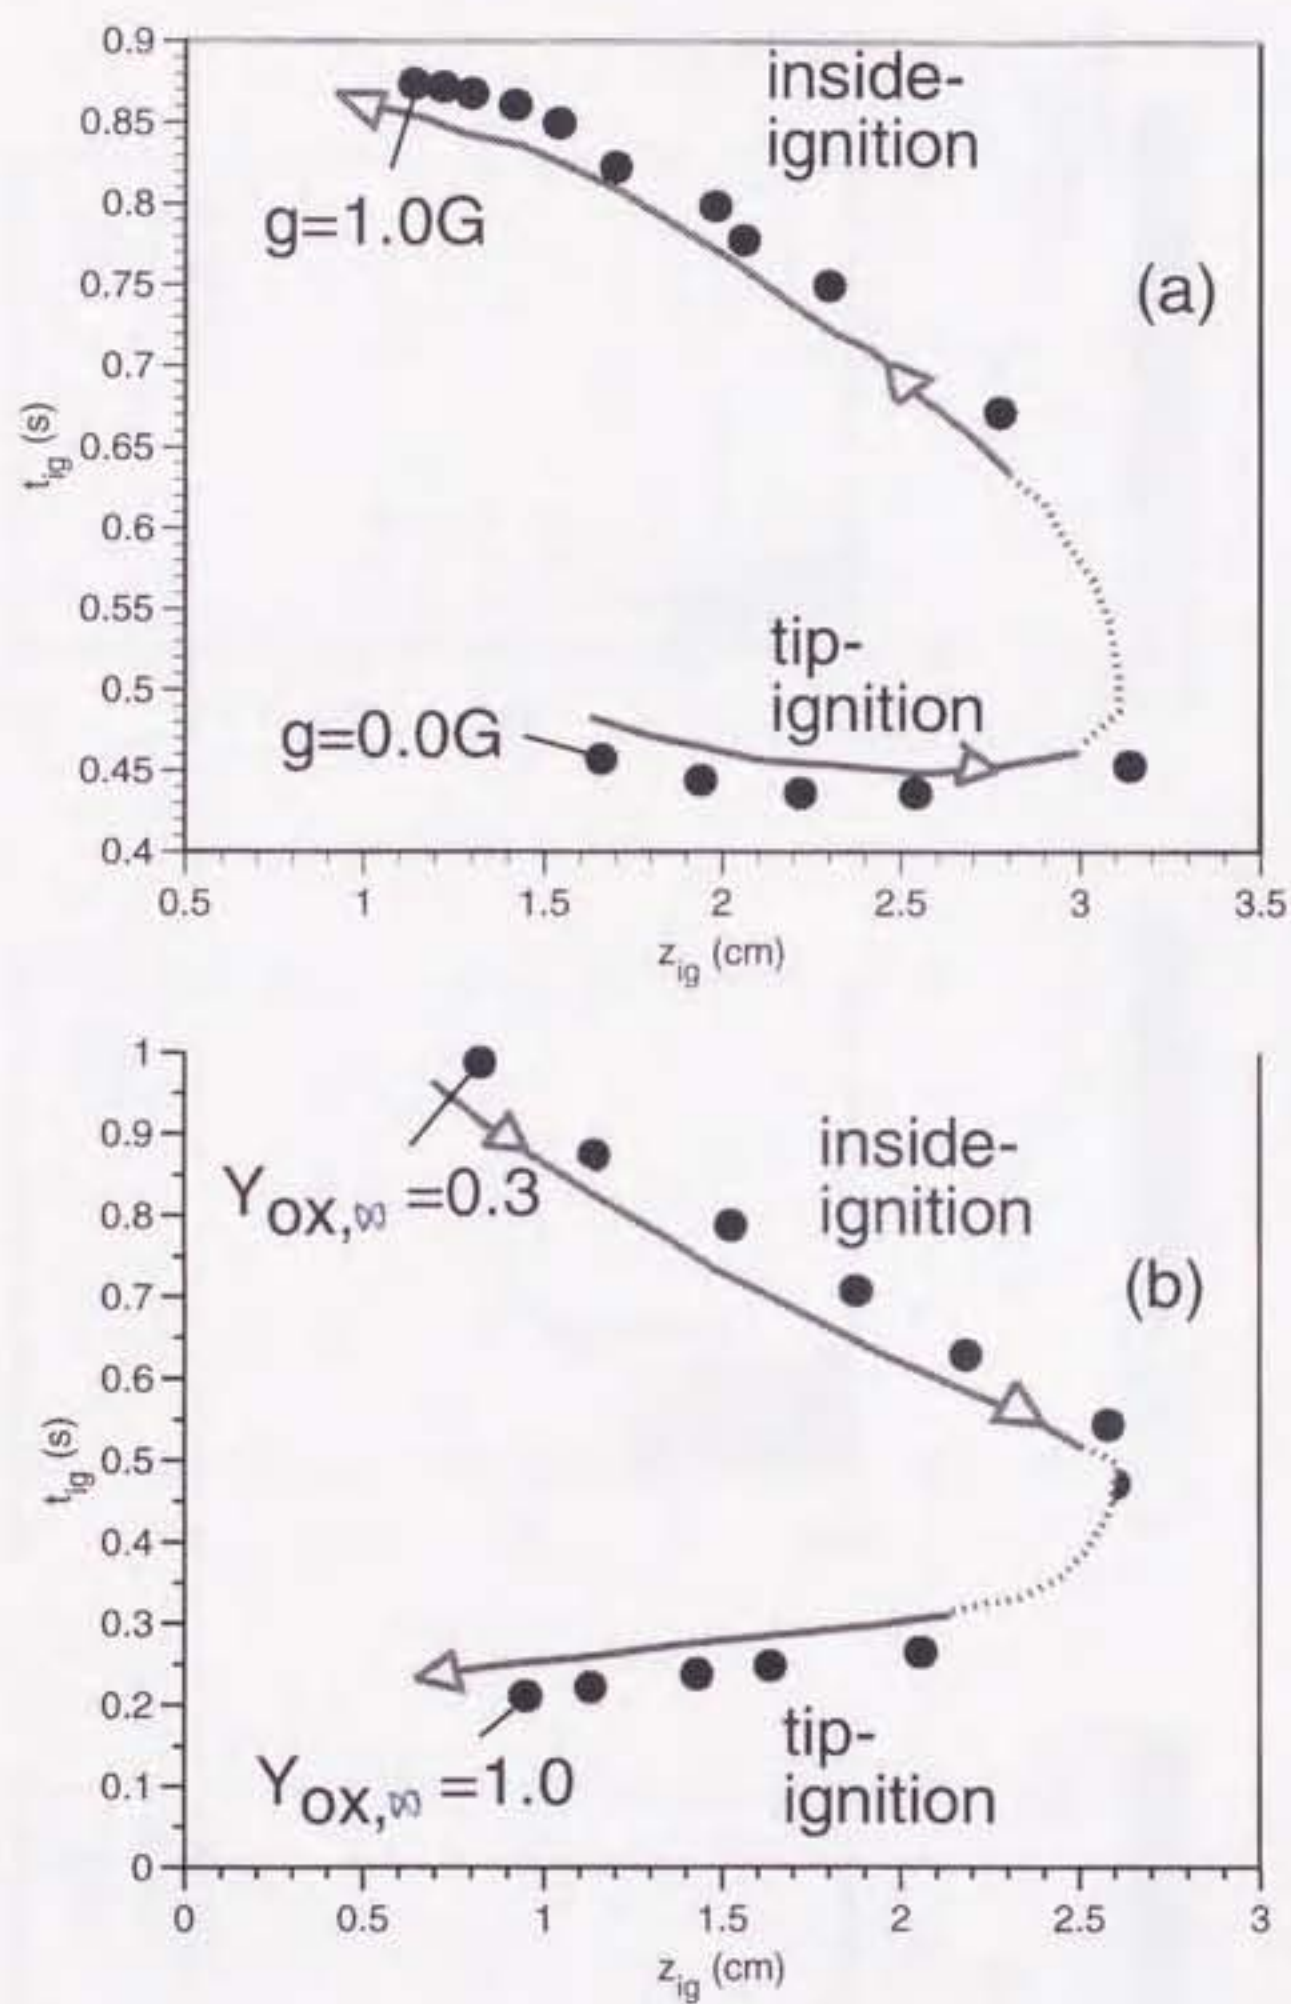 0.9
0.85
0.8
0.75
0.7
0.65
0.6
0.55
0.5
0.45
0.4
t_ig (s)
inside-
ignition
g=1.0G
(a)
tip-
ignition
g=0.0G
0.5 1 1.5 2 2.5 3 3.5
z_ig (cm)
1
0.9
0.8
0.7
0.6
0.5
0.4
0.3
0.2
0.1
0
t_ig (s)
inside-
ignition
Y_OX,∞ =0.3
(b)
tip-
ignition
Y_OX,∞ =1.0
0 0.5 1 1.5 2 2.5 3
z_ig (cm)